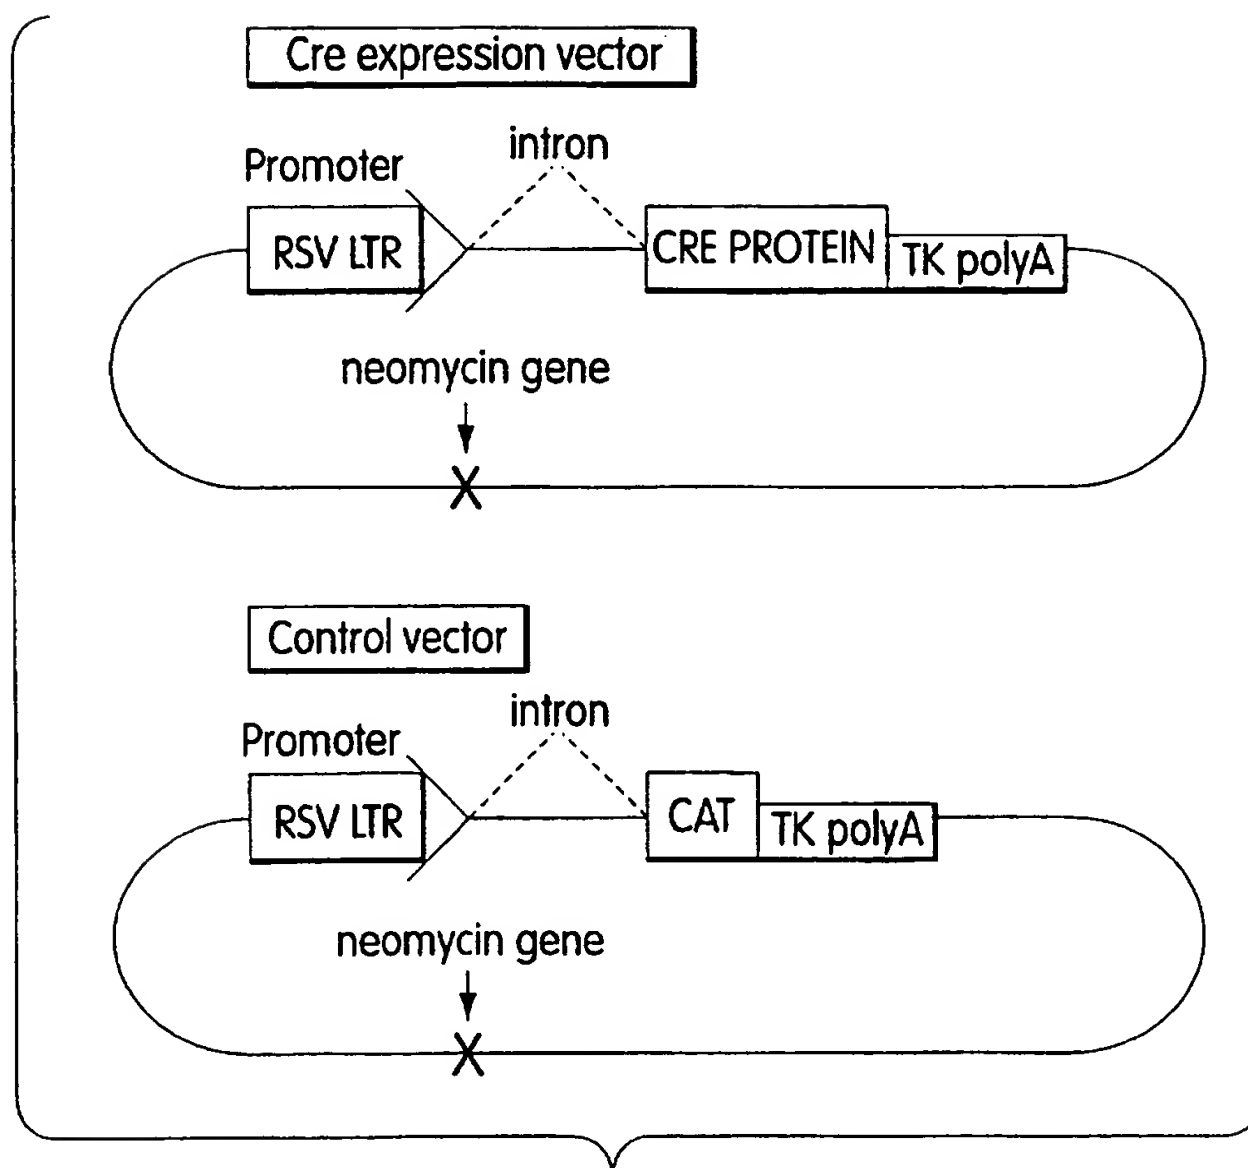 Cre expression vector
intron
Promoter
RSV LTR
CRE PROTEIN
TK polyA
neomycin gene
X
Control vector
intron
Promoter
RSV LTR
CAT
TK polyA
neomycin gene
X